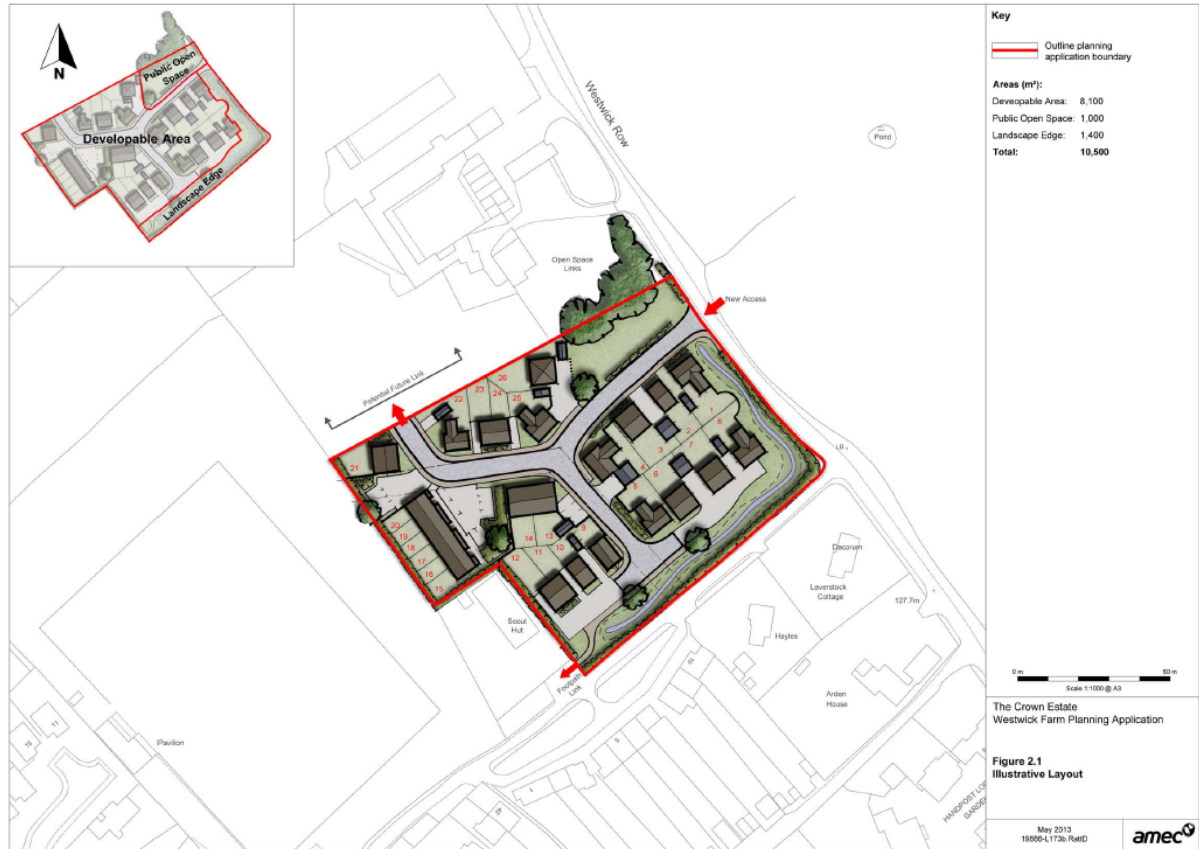 N
Public Open
Space
Developable Area
Landscape Edge
Westwick Row
Pond
Open Space
Links
New Access
Potential Future Link
26
23
22
24
25
21
1
2
8
7
3
4
6
5
20
19
18
17
16
15
9
14
13
10
11
12
LB
Scout
Hut
Footpath
Link
Dacorum
Leverstock
Cottage
127.7m
Hayles
Arden
House
Pavilion
HANDPOST LOD
GARDEN
Key
Outline planning
application boundary
Areas (m²):
Deveopable Area: 8,100
Public Open Space: 1,000
Landscape Edge: 1,400
Total: 10,500
0 m 50 m
Scale 1:1000 @ A3
The Crown Estate
Westwick Farm Planning Application
Figure 2.1
Illustrative Layout
May 2013
amec